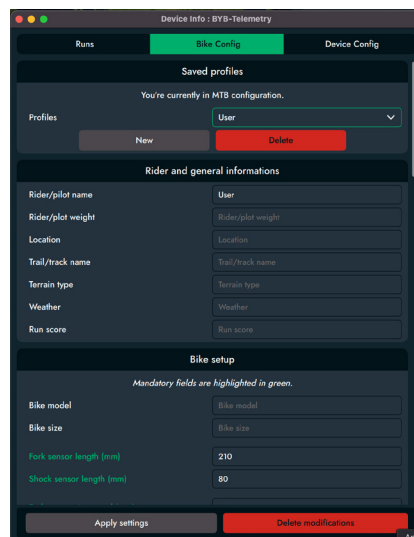 Device Info : BYB-Telemetry
Runs Bike Config Device Config
Saved profiles
You're currently in MTB configuration.
Profiles User
New Delete
Rider and general informations
Rider/pilot name User
Rider/plot weight Rider/plot weight
Location Location
Trail/track name Trail/track name
Terrain type Terrain type
Weather Weather
Run score Run score
Bike setup
Mandatory fields are highlighted in green.
Bike model Bike model
Bike size Bike size
Fork sensor length (mm) 210
Shock sensor length (mm) 80
Apply settings Delete modifications